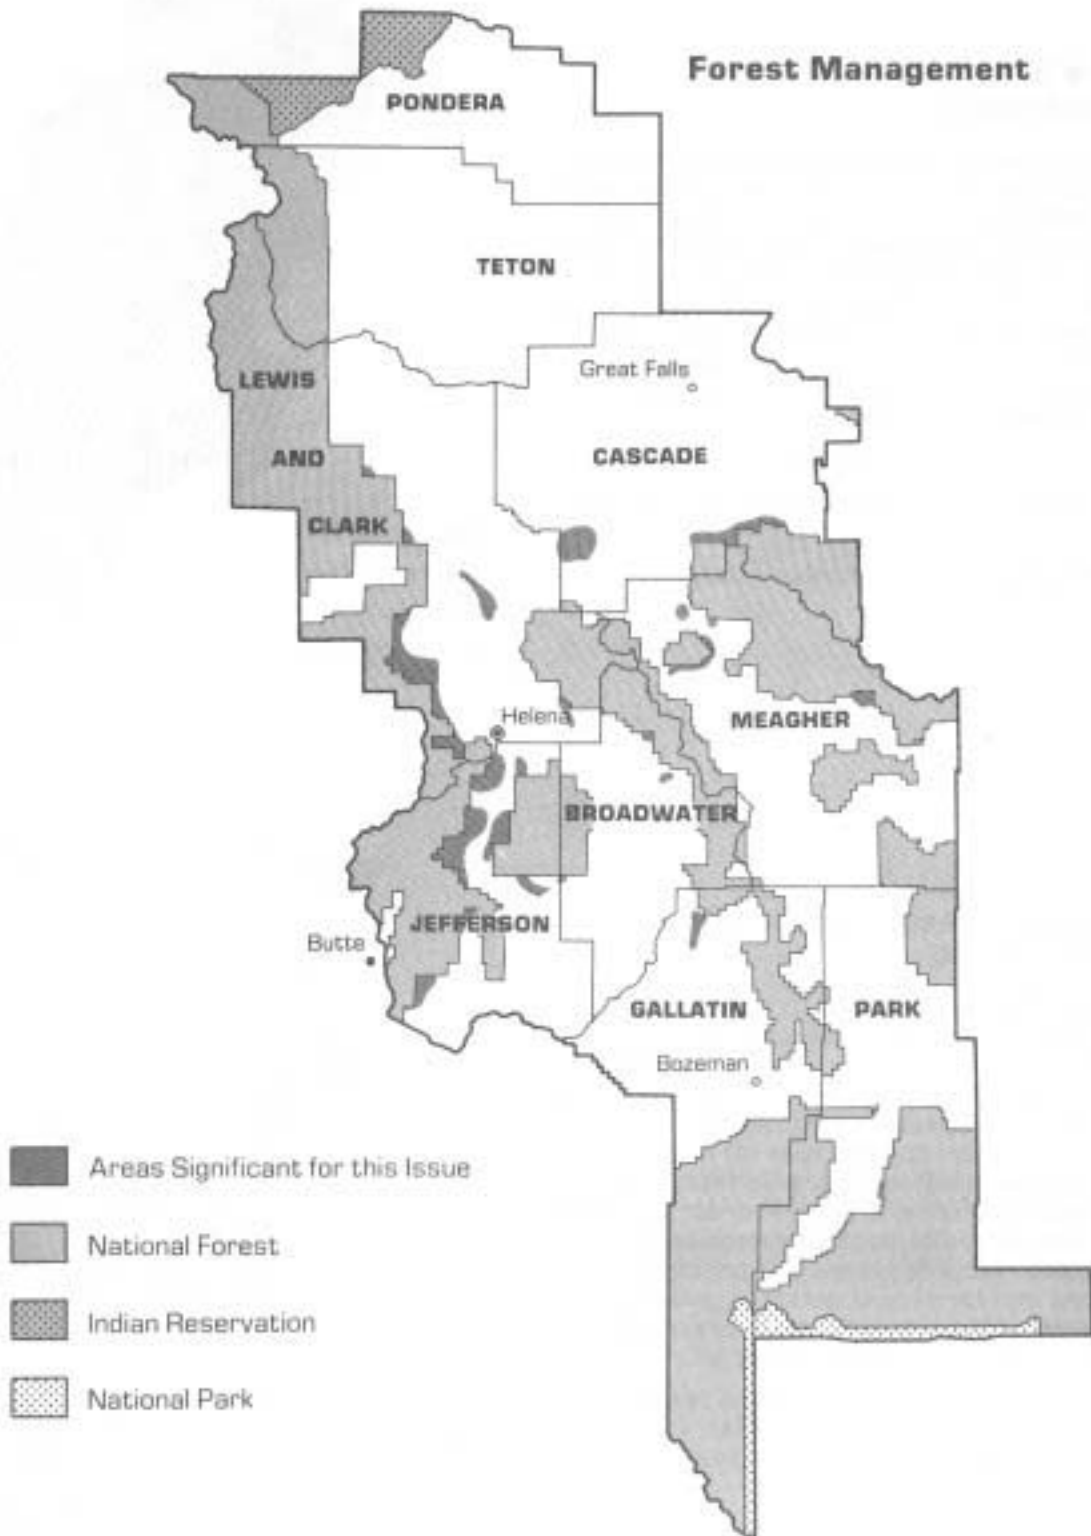 Forest Management
PONDERA
TETON
Great Falls
LEWIS
CASCADE
AND
CLARK
Helena
MEAGHER
BROADWATER
JEFFERSON
Butte
GALLATIN
PARK
Bozeman
Areas Significant for this Issue
National Forest
Indian Reservation
National Park